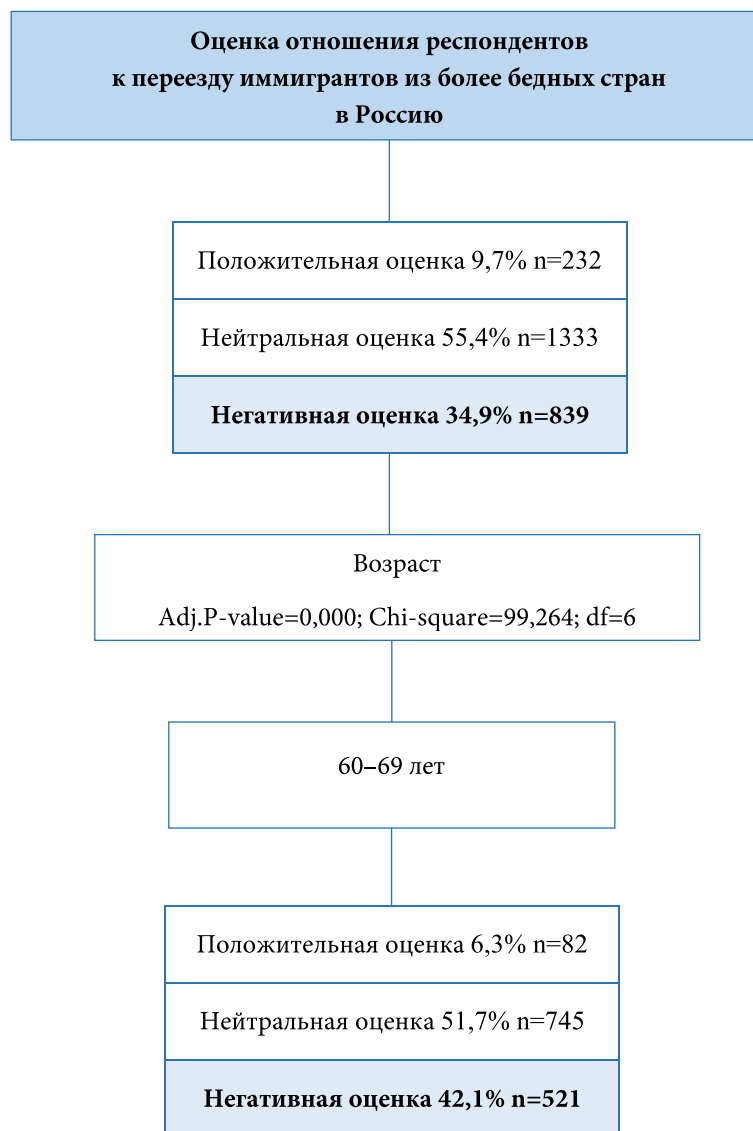 Оценка отношения респондентов
к переезду иммигрантов из более бедных стран
в Россию
Положительная оценка 9,7% n=232
Нейтральная оценка 55,4% n=1333
Негативная оценка 34,9% n=839
Возраст
Adj.P-value=0,000; Chi-square=99,264; df=6
60–69 лет
Положительная оценка 6,3% n=82
Нейтральная оценка 51,7% n=745
Негативная оценка 42,1% n=521